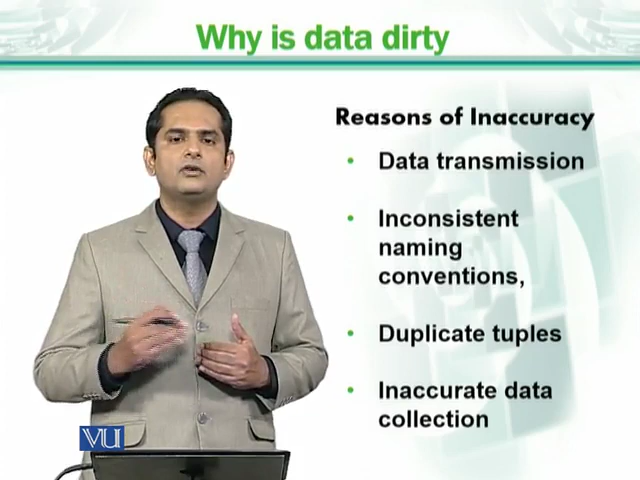 Why is data dirty
Reasons of Inaccuracy
• Data transmission
• Inconsistent
naming
conventions,
• Duplicate tuples
• Inaccurate data
collection
VU